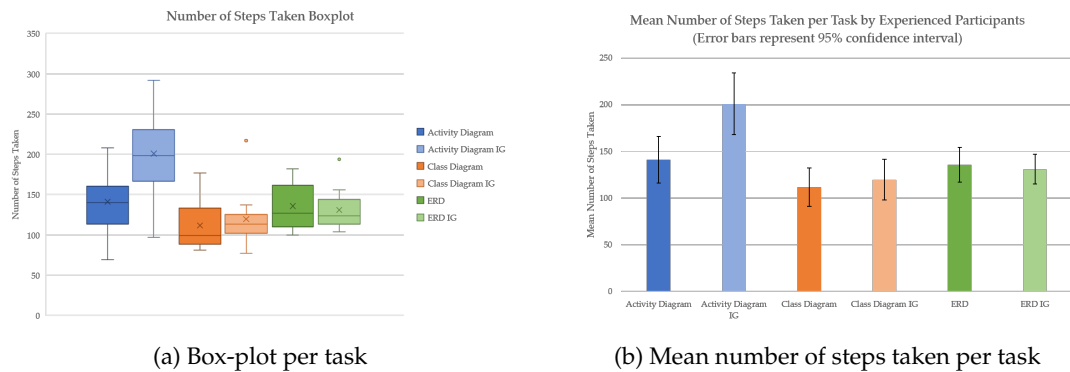 Number of Steps Taken Boxplot
350
300
250
200
150
100
50
0
Number of Steps Taken
Activity Diagram
Activity Diagram IG
Class Diagram
Class Diagram IG
ERD
ERD IG
(a) Box-plot per task
Mean Number of Steps Taken per Task by Experienced Participants
(Error bars represent 95% confidence interval)
250
200
150
100
50
0
Mean Number of Steps Taken
Activity Diagram
Activity Diagram
IG
Class Diagram
Class Diagram IG
ERD
ERD IG
(b) Mean number of steps taken per task